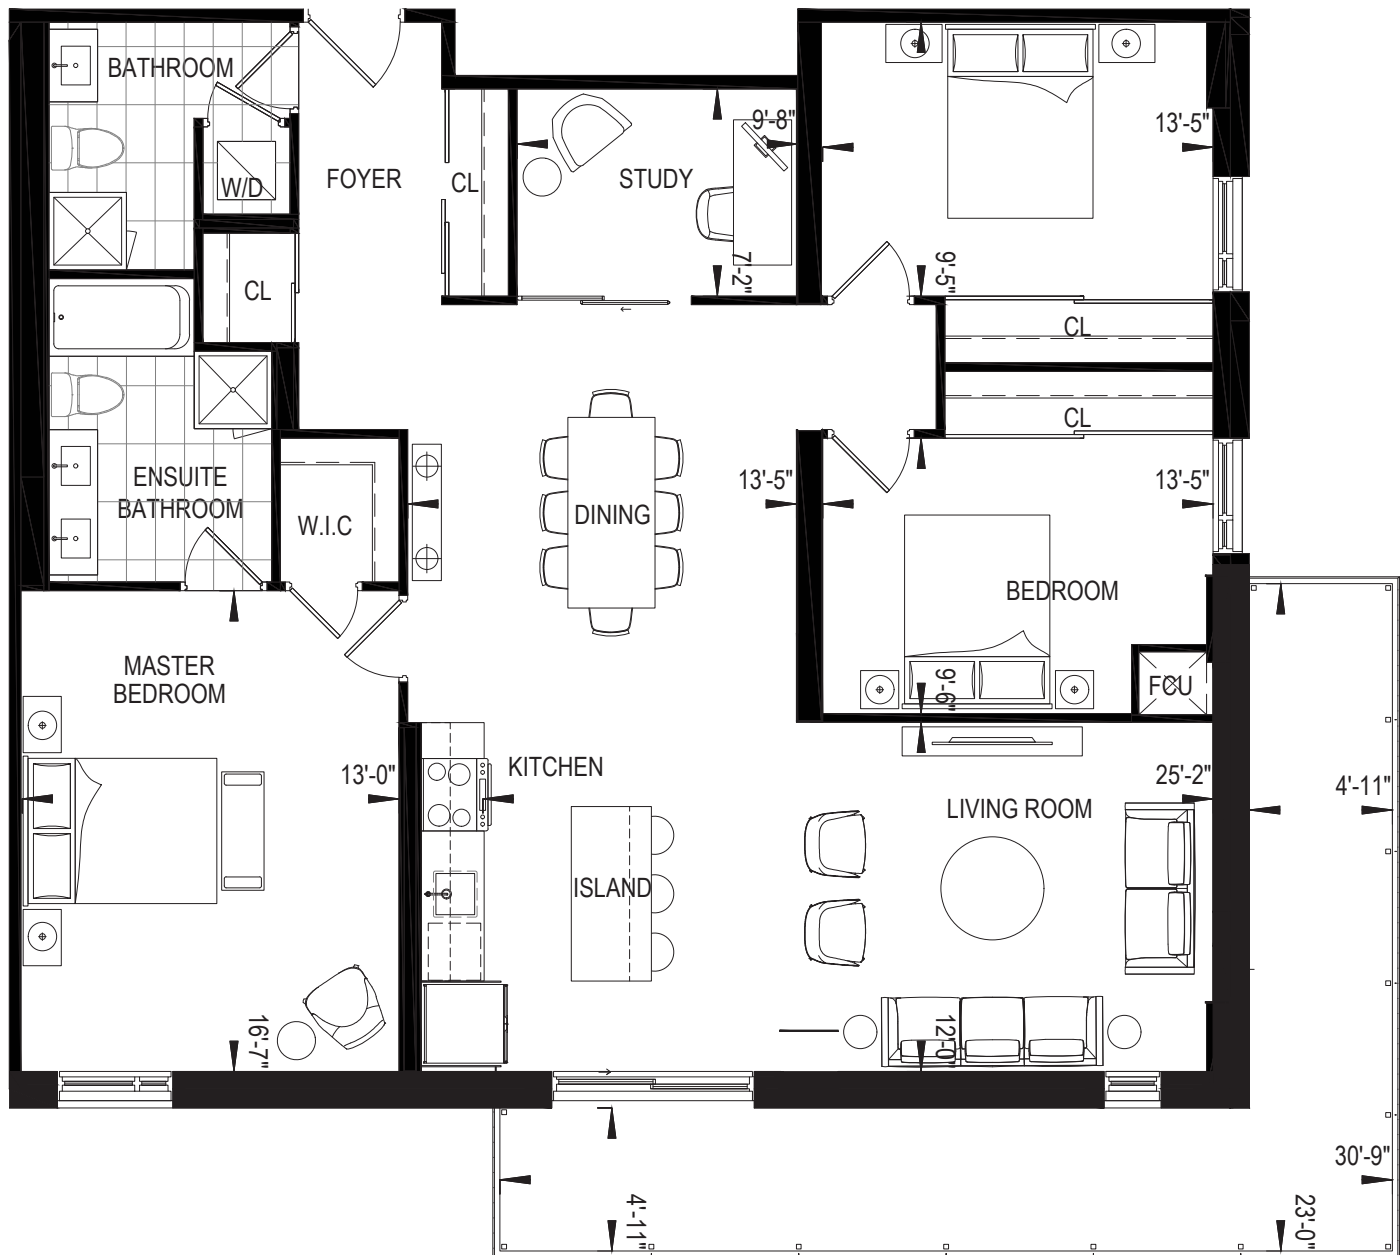 BATHROOM
W/D
FOYER
CL
STUDY
9'-8"
7'-2"
13'-5"
9'-5"
CL
CL
CL
ENSUITE
BATHROOM
W.I.C
DINING
13'-5"
13'-5"
BEDROOM
9'-6"
FCU
MASTER
BEDROOM
13'-0"
16'-7"
KITCHEN
ISLAND
LIVING ROOM
25'-2"
12'-0"
4'-11"
30'-9"
4'-11"
23'-0"